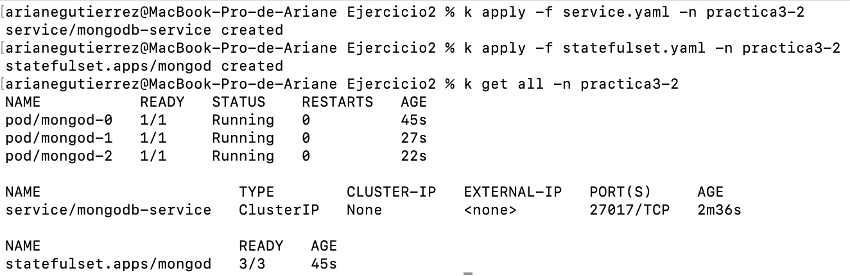 [arianegutierrez@MacBook-Pro-de-Ariane Ejercicio2 % k apply -f service.yaml -n practica3-2
service/mongodb-service created
[arianegutierrez@MacBook-Pro-de-Ariane Ejercicio2 % k apply -f statefulset.yaml -n practica3-2
statefulset.apps/mongod created
[arianegutierrez@MacBook-Pro-de-Ariane Ejercicio2 % k get all -n practica3-2
NAME           READY   STATUS    RESTARTS   AGE
pod/mongod-0   1/1     Running   0          45s
pod/mongod-1   1/1     Running   0          27s
pod/mongod-2   1/1     Running   0          22s
NAME                      TYPE        CLUSTER-IP   EXTERNAL-IP   PORT(S)     AGE
service/mongodb-service   ClusterIP   None         <none>        27017/TCP   2m36s
NAME                      READY   AGE
statefulset.apps/mongod   3/3     45s